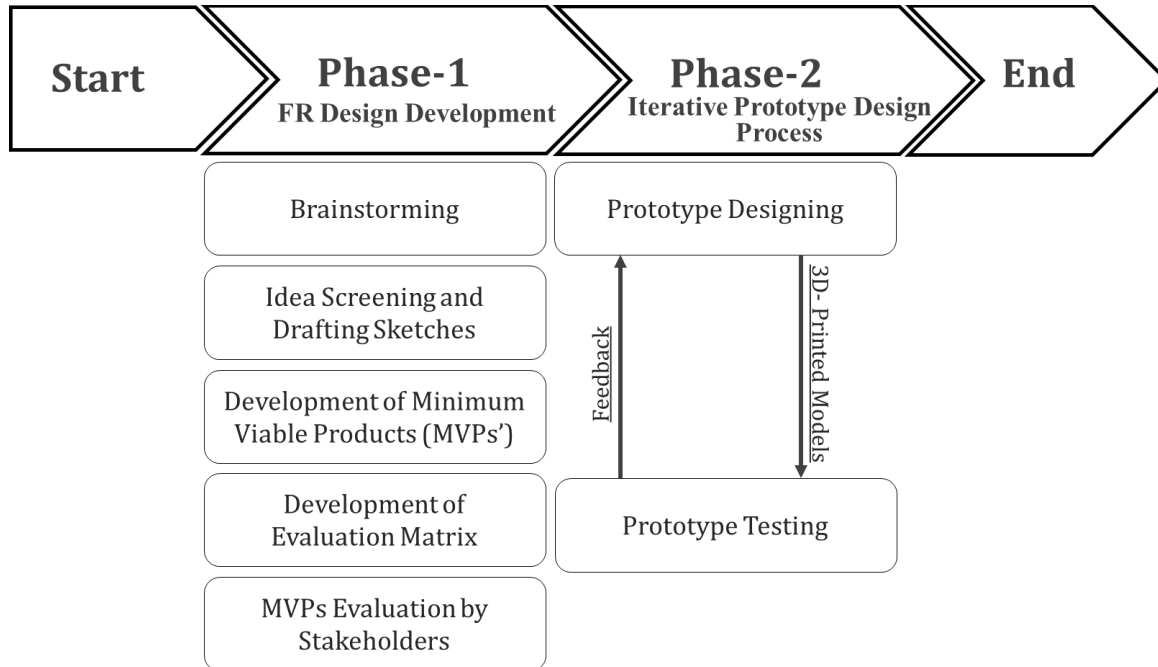 Start
Phase-1
FR Design Development
Phase-2
Iterative Prototype Design
Process
End
Brainstorming
Idea Screening and
Drafting Sketches
Development of Minimum
Viable Products (MVPs’)
Development of
Evaluation Matrix
MVPs Evaluation by
Stakeholders
Prototype Designing
Feedback
3D- Printed Models
Prototype Testing